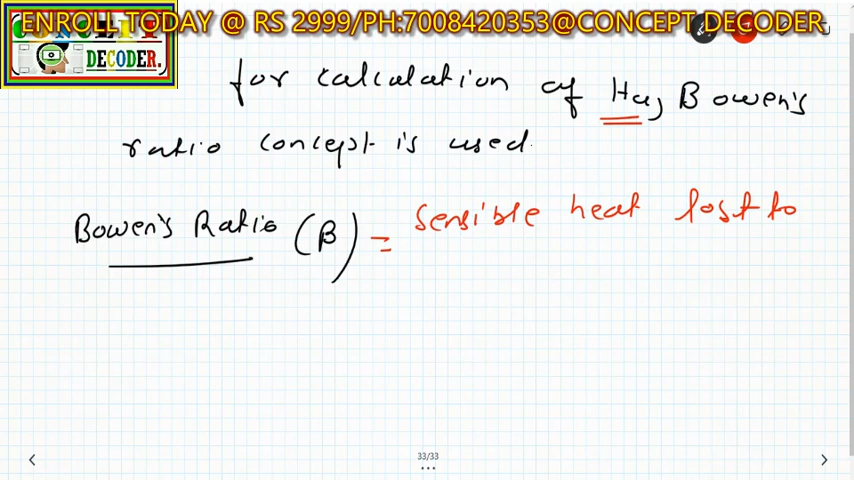 ENROLL TODAY @ RS 2999/PH:7008420353@CONCEPT DECODER.
DECODER.
for calculation of Ha, Bowen's
ratio concept is used.
Bowen's Ratio (B) = Sensible heat lost to
33/33